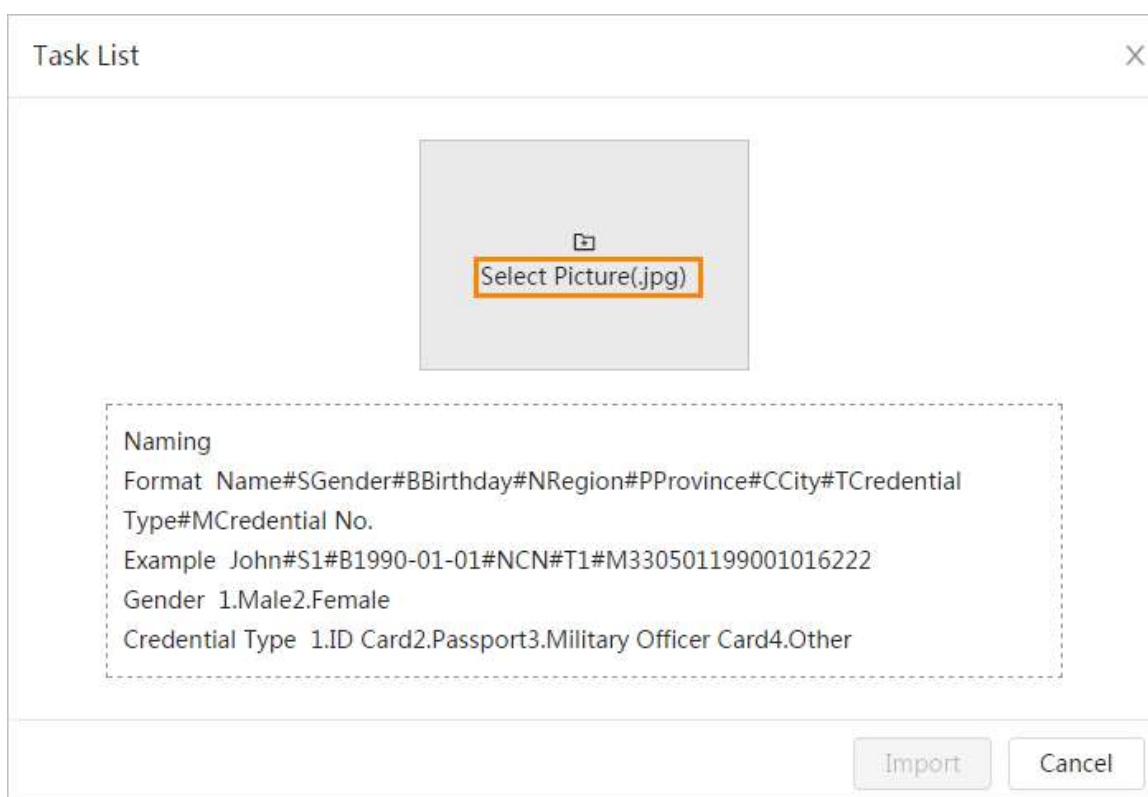 Task List
Select Picture(.jpg)
Naming
Format  Name#SGender#BBirthday#NRegion#PProvince#CCity#TCredential
Type#MCredential No.
Example  John#S1#B1990-01-01#NCN#T1#M330501199001016222
Gender  1.Male2.Female
Credential Type  1.ID Card2.Passport3.Military Officer Card4.Other
Import
Cancel